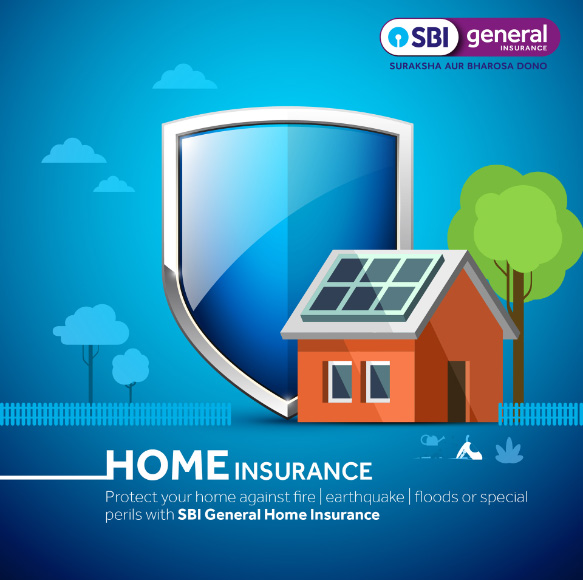 SBI general
INSURANCE
SURAKSHA AUR BHAROSA DONO
HOME INSURANCE
Protect your home against fire | earthquake | floods or special
perils with SBI General Home Insurance